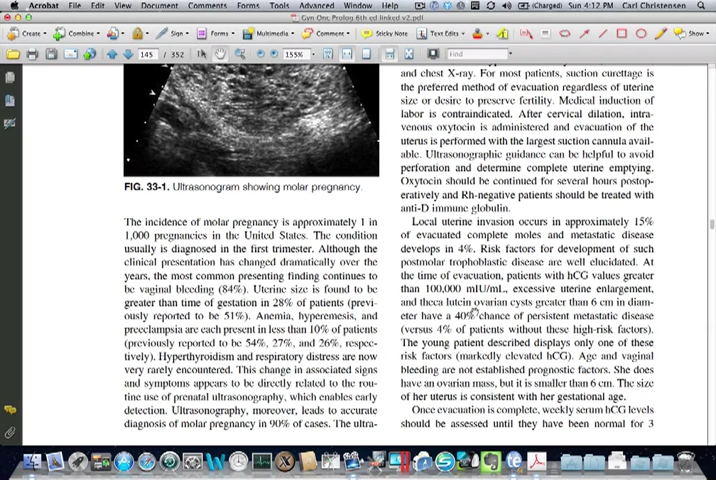 Acrobat File Edit View Document Comments Forms Tools Advanced Window Help
(Charged) Sun 4:12 PM Carl Christensen
Gyn Onc Prolog 6th ed linked v2.pdf
Create Combine Sign Forms Multimedia Comment Sticky Note Text Edits Show
145 / 352 155% Find
FIG. 33-1. Ultrasonogram showing molar pregnancy.
The incidence of molar pregnancy is approximately 1 in
1,000 pregnancies in the United States. The condition
usually is diagnosed in the first trimester. Although the
clinical presentation has changed dramatically over the
years, the most common presenting finding continues to
be vaginal bleeding (84%). Uterine size is found to be
greater than time of gestation in 28% of patients (previ-
ously reported to be 51%). Anemia, hyperemesis, and
preeclampsia are each present in less than 10% of patients
(previously reported to be 54%, 27%, and 26%, respec-
tively). Hyperthyroidism and respiratory distress are now
very rarely encountered. This change in associated signs
and symptoms appears to be directly related to the rou-
tine use of prenatal ultrasonography, which enables early
detection. Ultrasonography, moreover, leads to accurate
diagnosis of molar pregnancy in 90% of cases. The ultra-
and chest X-ray. For most patients, suction curettage is
the preferred method of evacuation regardless of uterine
size or desire to preserve fertility. Medical induction of
labor is contraindicated. After cervical dilation, intra-
venous oxytocin is administered and evacuation of the
uterus is performed with the largest suction cannula avail-
able. Ultrasonographic guidance can be helpful to avoid
perforation and determine complete uterine emptying.
Oxytocin should be continued for several hours postop-
eratively and Rh-negative patients should be treated with
anti-D immune globulin.
Local uterine invasion occurs in approximately 15%
of evacuated complete moles and metastatic disease
develops in 4%. Risk factors for development of such
postmolar trophoblastic disease are well elucidated. At
the time of evacuation, patients with hCG values greater
than 100,000 mIU/mL, excessive uterine enlargement,
and theca lutein ovarian cysts greater than 6 cm in diam-
eter have a 40% chance of persistent metastatic disease
(versus 4% of patients without these high-risk factors).
The young patient described displays only one of these
risk factors (markedly elevated hCG). Age and vaginal
bleeding are not established prognostic factors. She does
have an ovarian mass, but it is smaller than 6 cm. The size
of her uterus is consistent with her gestational age.
Once evacuation is complete, weekly serum hCG levels
should be assessed until they have been normal for 3